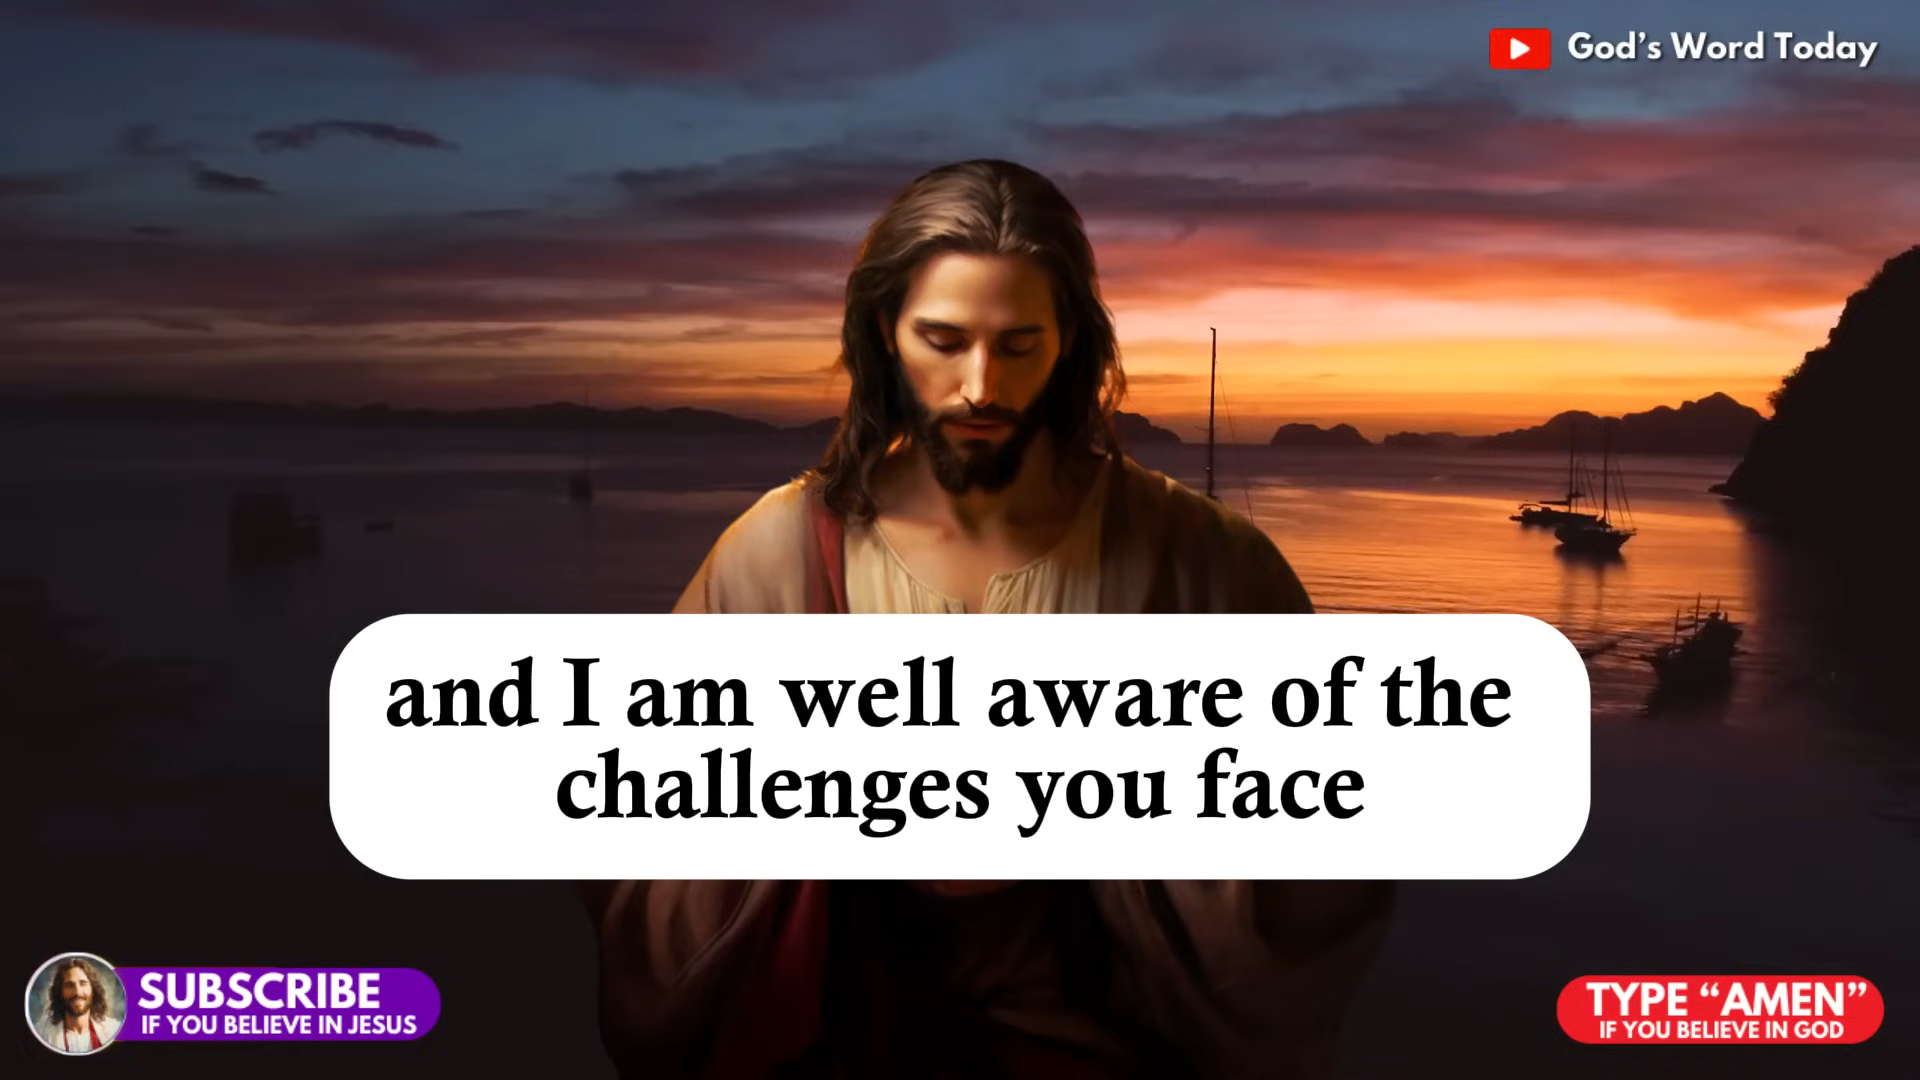 God’s Word Today
and I am well aware of the
challenges you face
SUBSCRIBE
IF YOU BELIEVE IN JESUS
TYPE “AMEN”
IF YOU BELIEVE IN GOD